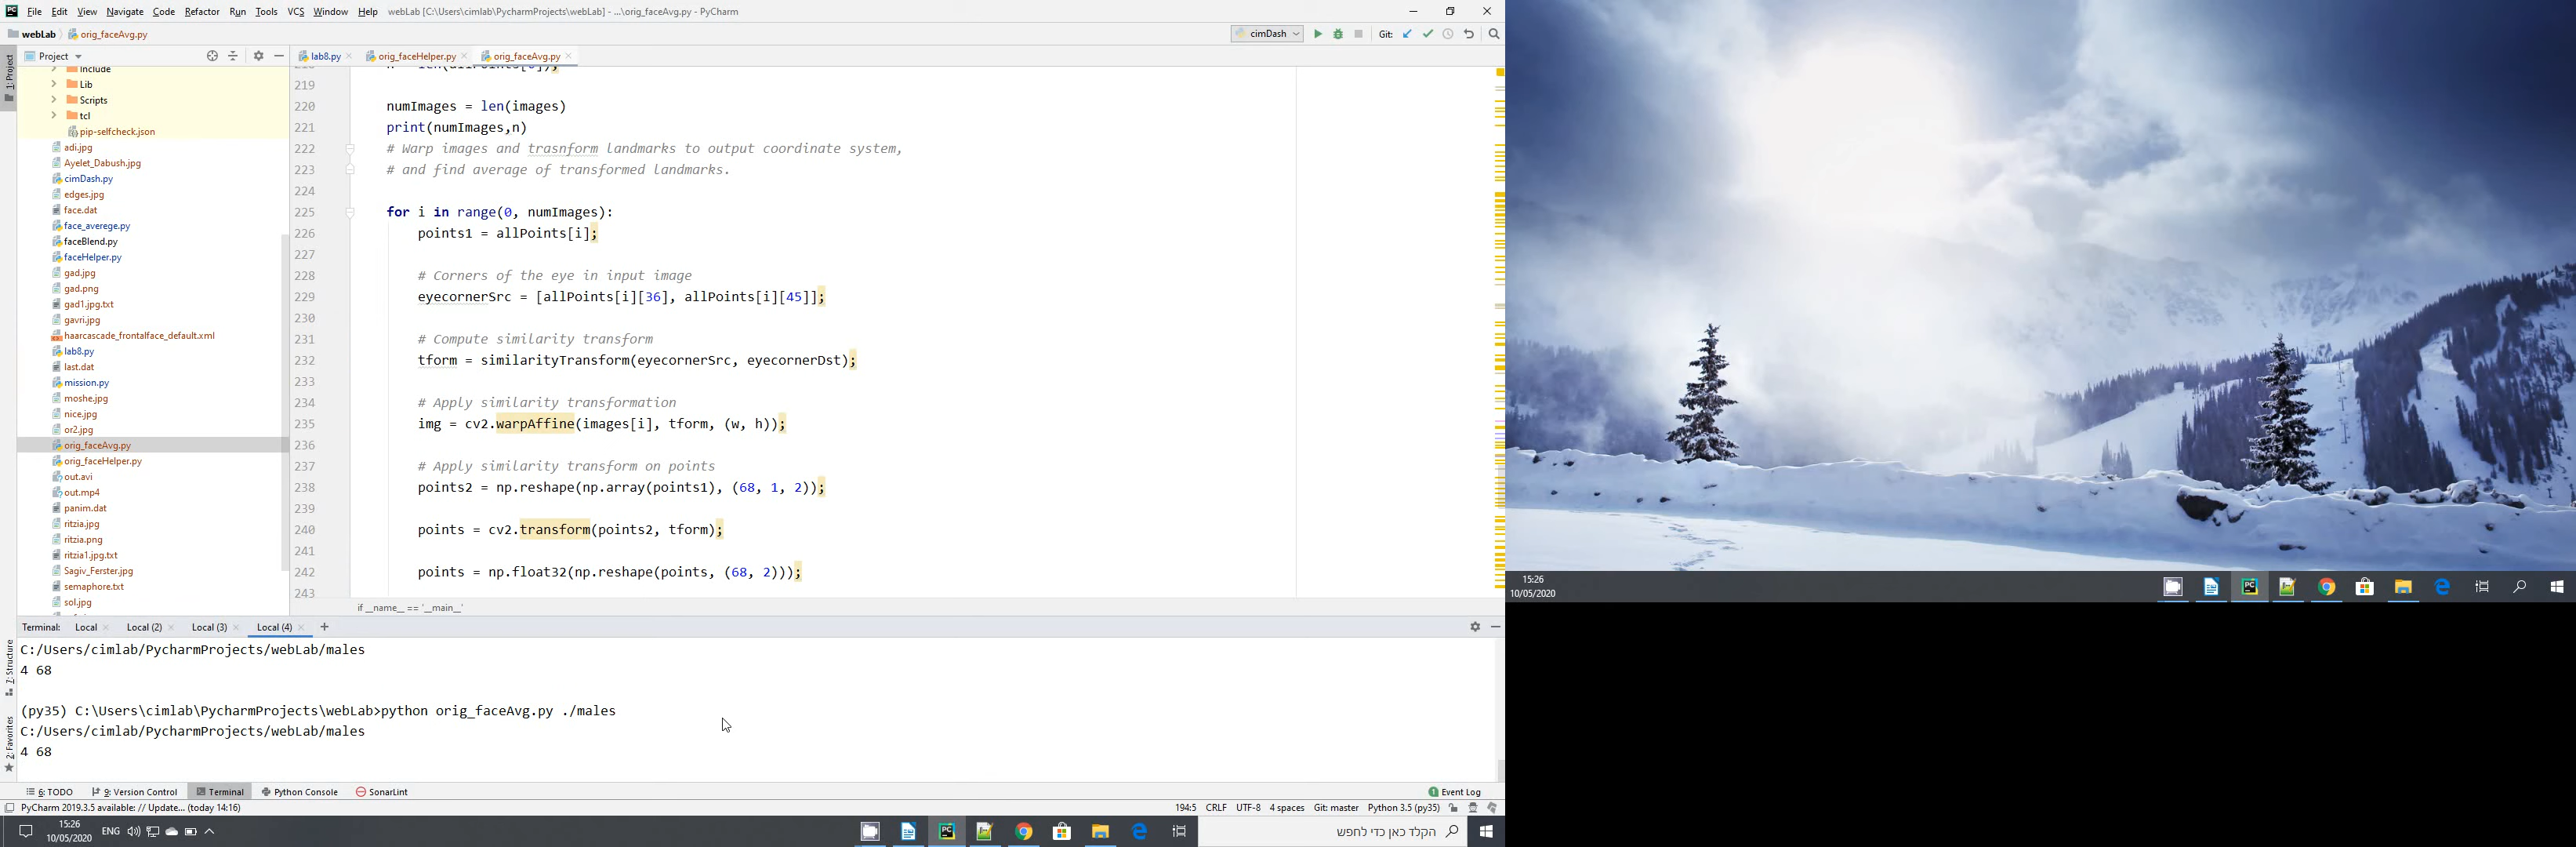 File Edit View Navigate Code Refactor Run Tools VCS Window Help webLab [C:\Users\cimlab\PycharmProjects\webLab] - ...\orig_faceAvg.py - PyCharm
webLab orig_faceAvg.py
cimDash Git:
1: Project
Project
lab8.py orig_faceHelper.py orig_faceAvg.py
Include
Lib
Scripts
tcl
pip-selfcheck.json
adi.jpg
Ayelet_Dabush.jpg
cimDash.py
edges.jpg
face.dat
face_averege.py
faceBlend.py
faceHelper.py
gad.jpg
gad.png
gad1.jpg.txt
gavri.jpg
haarcascade_frontalface_default.xml
lab8.py
last.dat
mission.py
moshe.jpg
nice.jpg
or2.jpg
orig_faceAvg.py
orig_faceHelper.py
out.avi
out.mp4
panim.dat
ritzia.jpg
ritzia.png
ritzia1.jpg.txt
Sagiv_Ferster.jpg
semaphore.txt
sol.jpg
219
220 numImages = len(images)
221 print(numImages,n)
222 # Warp images and trasnform landmarks to output coordinate system,
223 # and find average of transformed landmarks.
224
225 for i in range(0, numImages):
226 points1 = allPoints[i];
227
228 # Corners of the eye in input image
229 eyecornerSrc = [allPoints[i][36], allPoints[i][45]];
230
231 # Compute similarity transform
232 tform = similarityTransform(eyecornerSrc, eyecornerDst);
233
234 # Apply similarity transformation
235 img = cv2.warpAffine(images[i], tform, (w, h));
236
237 # Apply similarity transform on points
238 points2 = np.reshape(np.array(points1), (68, 1, 2));
239
240 points = cv2.transform(points2, tform);
241
242 points = np.float32(np.reshape(points, (68, 2)));
243
if __name__ == '__main__'
Terminal: Local Local (2) Local (3) Local (4)
C:/Users/cimlab/PycharmProjects/webLab/males
4 68
(py35) C:\Users\cimlab\PycharmProjects\webLab>python orig_faceAvg.py ./males
C:/Users/cimlab/PycharmProjects/webLab/males
4 68
7: Structure
2: Favorites
6: TODO 9: Version Control Terminal Python Console SonarLint 1 Event Log
PyCharm 2019.3.5 available: // Update... (today 14:16) 194:5 CRLF UTF-8 4 spaces Git: master Python 3.5 (py35)
15:26
10/05/2020
ENG
הקלד כאן כדי לחפש
15:26
10/05/2020